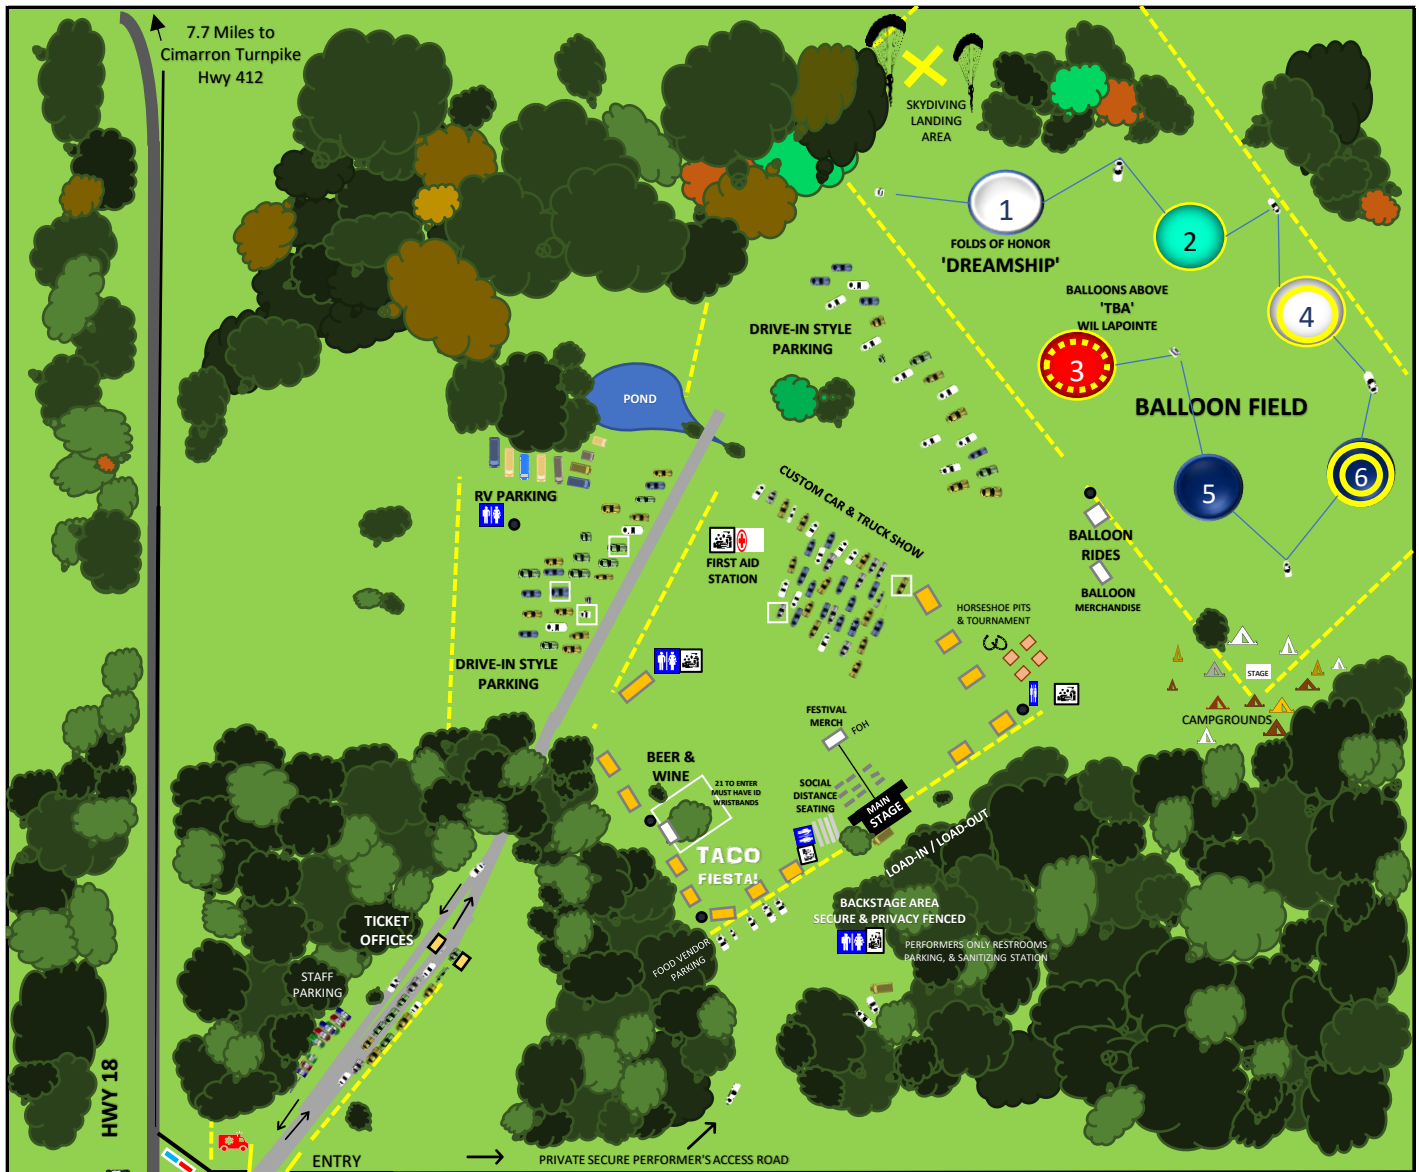 7.7 Miles to
Cimarron Turnpike
Hwy 412
SKYDIVING
LANDING
AREA
1
FOLDS OF HONOR
'DREAMSHIP'
2
BALLOONS ABOVE
'TBA'
WIL LAPOINTE
4
3
BALLOON FIELD
5
6
DRIVE-IN STYLE
PARKING
POND
RV PARKING
CUSTOM CAR & TRUCK SHOW
FIRST AID
STATION
BALLOON
RIDES
BALLOON
MERCHANDISE
HORSESHOE PITS
& TOURNAMENT
DRIVE-IN STYLE
PARKING
STAGE
CAMPGROUNDS
FESTIVAL
MERCH
FOH
BEER &
WINE
21 TO ENTER
MUST HAVE ID
WRISTBANDS
SOCIAL
DISTANCE
SEATING
MAIN
STAGE
TACO
FIESTA!
LOAD-IN / LOAD-OUT
BACKSTAGE AREA
SECURE & PRIVACY FENCED
PERFORMERS ONLY RESTROOMS
PARKING, & SANITIZING STATION
FOOD VENDOR
PARKING
TICKET
OFFICES
STAFF
PARKING
HWY 18
ENTRY
PRIVATE SECURE PERFORMER'S ACCESS ROAD